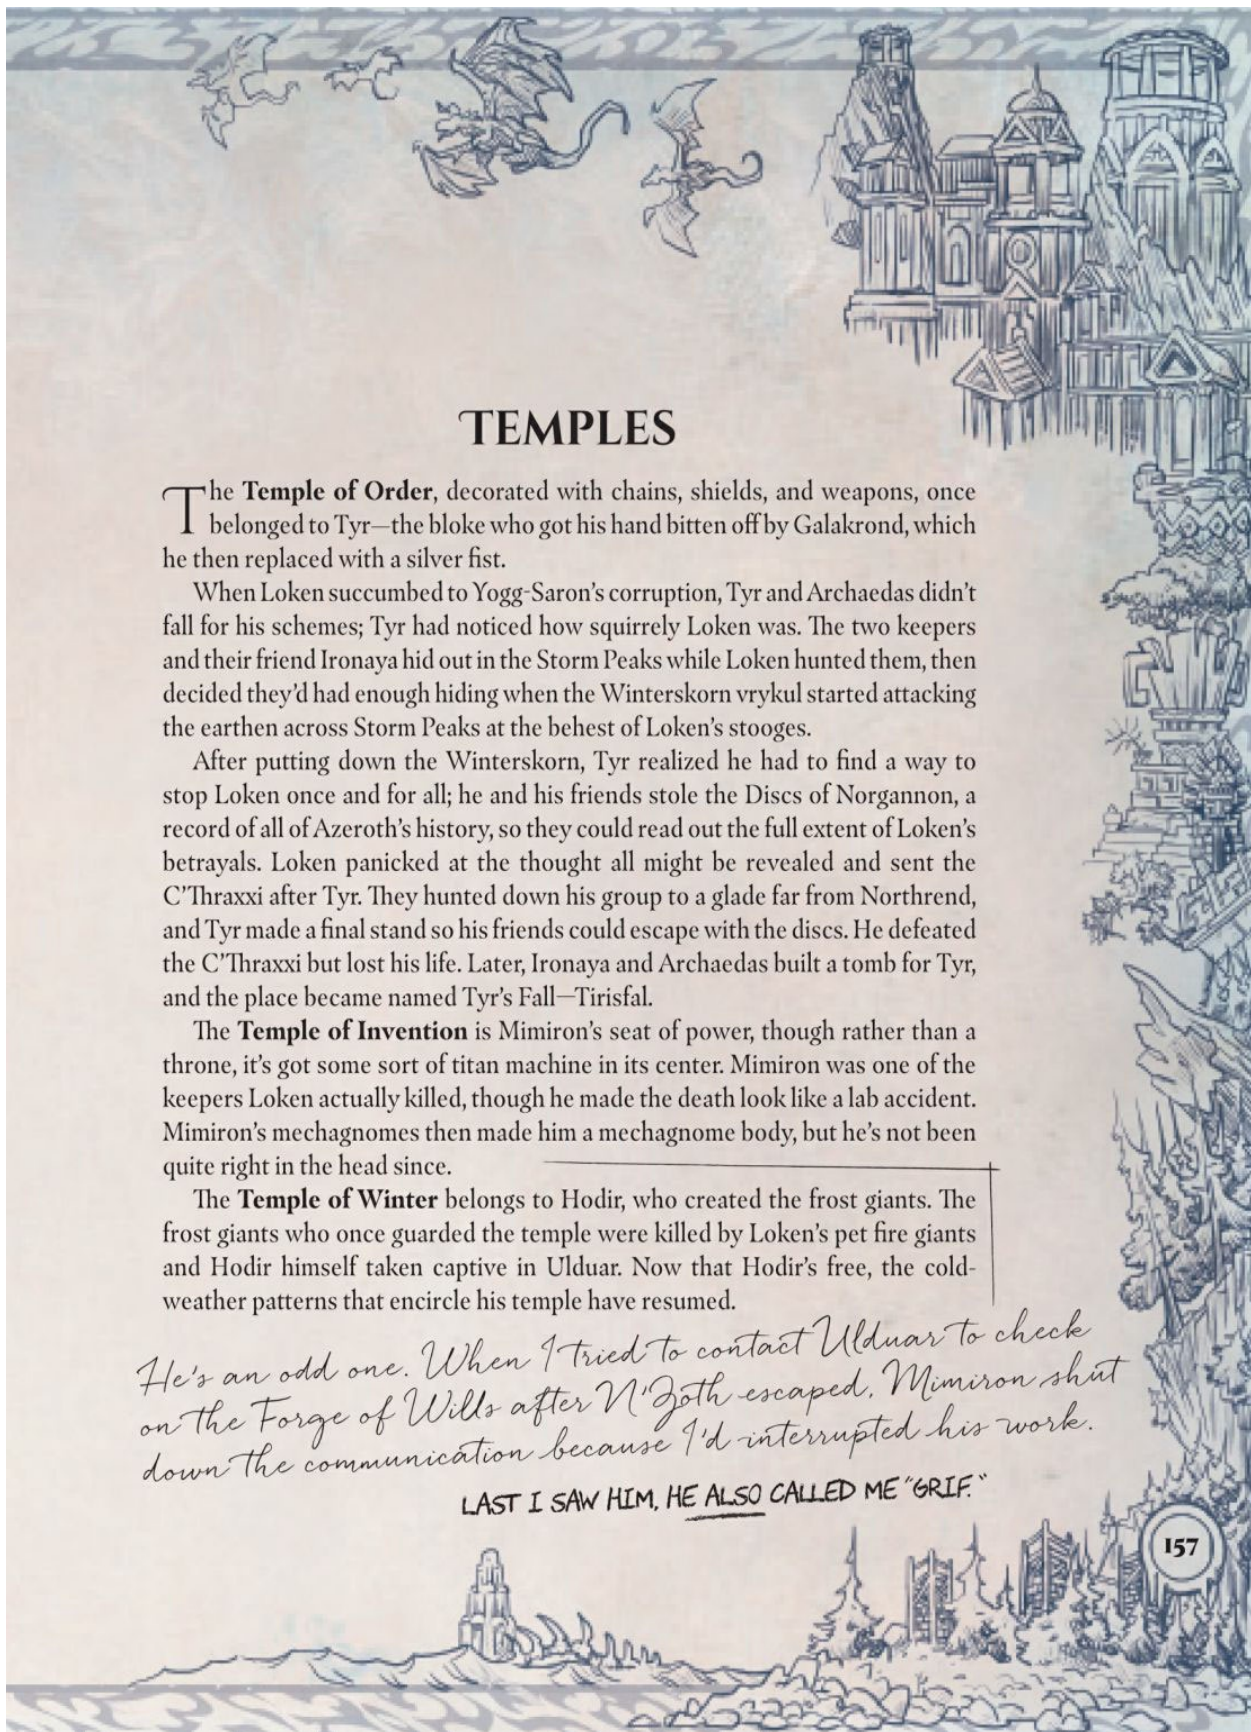 TEMPLES
The Temple of Order, decorated with chains, shields, and weapons, once
belonged to Tyr—the bloke who got his hand bitten off by Galakrond, which
he then replaced with a silver fist.
When Loken succumbed to Yogg-Saron's corruption, Tyr and Archaedas didn't
fall for his schemes; Tyr had noticed how squirrely Loken was. The two keepers
and their friend Ironaya hid out in the Storm Peaks while Loken hunted them, then
decided they'd had enough hiding when the Winterskorn vrykul started attacking
the earthen across Storm Peaks at the behest of Loken's stooges.
After putting down the Winterskorn, Tyr realized he had to find a way to
stop Loken once and for all; he and his friends stole the Discs of Norgannon, a
record of all of Azeroth's history, so they could read out the full extent of Loken's
betrayals. Loken panicked at the thought all might be revealed and sent the
C'Thraxxi after Tyr. They hunted down his group to a glade far from Northrend,
and Tyr made a final stand so his friends could escape with the discs. He defeated
the C'Thraxxi but lost his life. Later, Ironaya and Archaedas built a tomb for Tyr,
and the place became named Tyr's Fall—Tirisfal.
The Temple of Invention is Mimiron's seat of power, though rather than a
throne, it's got some sort of titan machine in its center. Mimiron was one of the
keepers Loken actually killed, though he made the death look like a lab accident.
Mimiron's mechagnomes then made him a mechagnome body, but he's not been
quite right in the head since.
The Temple of Winter belongs to Hodir, who created the frost giants. The
frost giants who once guarded the temple were killed by Loken's pet fire giants
and Hodir himself taken captive in Ulduar. Now that Hodir's free, the cold-
weather patterns that encircle his temple have resumed.
He's an odd one. When I tried to contact Ulduar to check
on the Forge of Wills after N'Zoth escaped, Mimiron shut
down the communication because I'd interrupted his work.
LAST I SAW HIM, HE ALSO CALLED ME "GRIF."
157